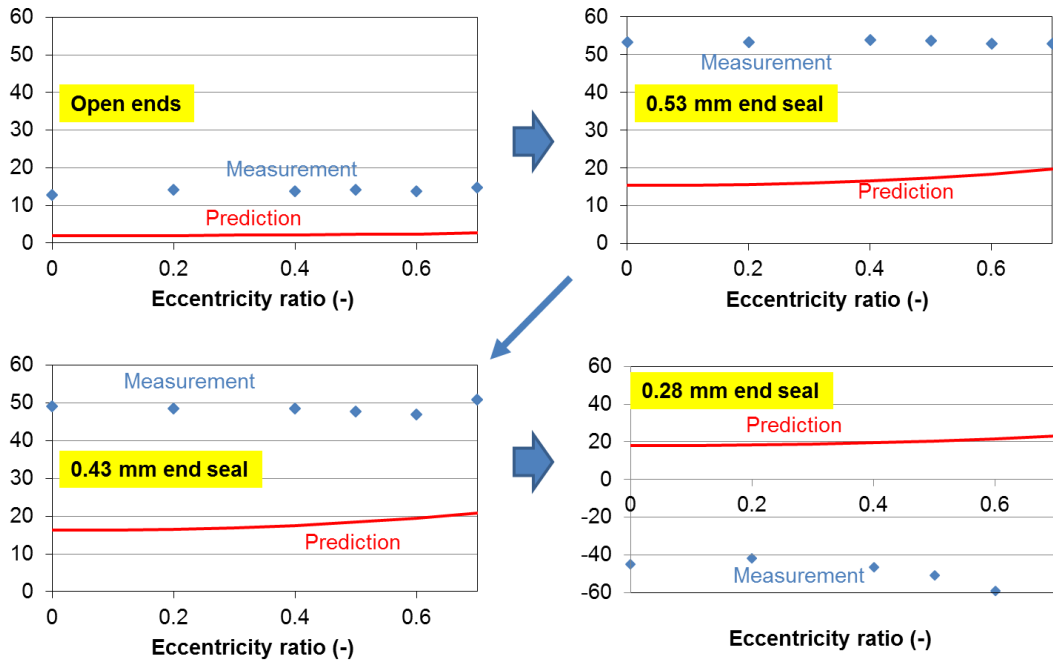 60
50
40
30
20
10
0
Open ends
Measurement
Prediction
0 0.2 0.4 0.6
Eccentricity ratio (-)
60
50
40
30
20
10
0
Measurement
0.53 mm end seal
Prediction
0 0.2 0.4 0.6
Eccentricity ratio (-)
60
50
40
30
20
10
0
Measurement
0.43 mm end seal
Prediction
0 0.2 0.4 0.6
Eccentricity ratio (-)
60
40
20
0
-20
-40
-60
0.28 mm end seal
Prediction
0 0.2 0.4 0.6
Measurement
Eccentricity ratio (-)